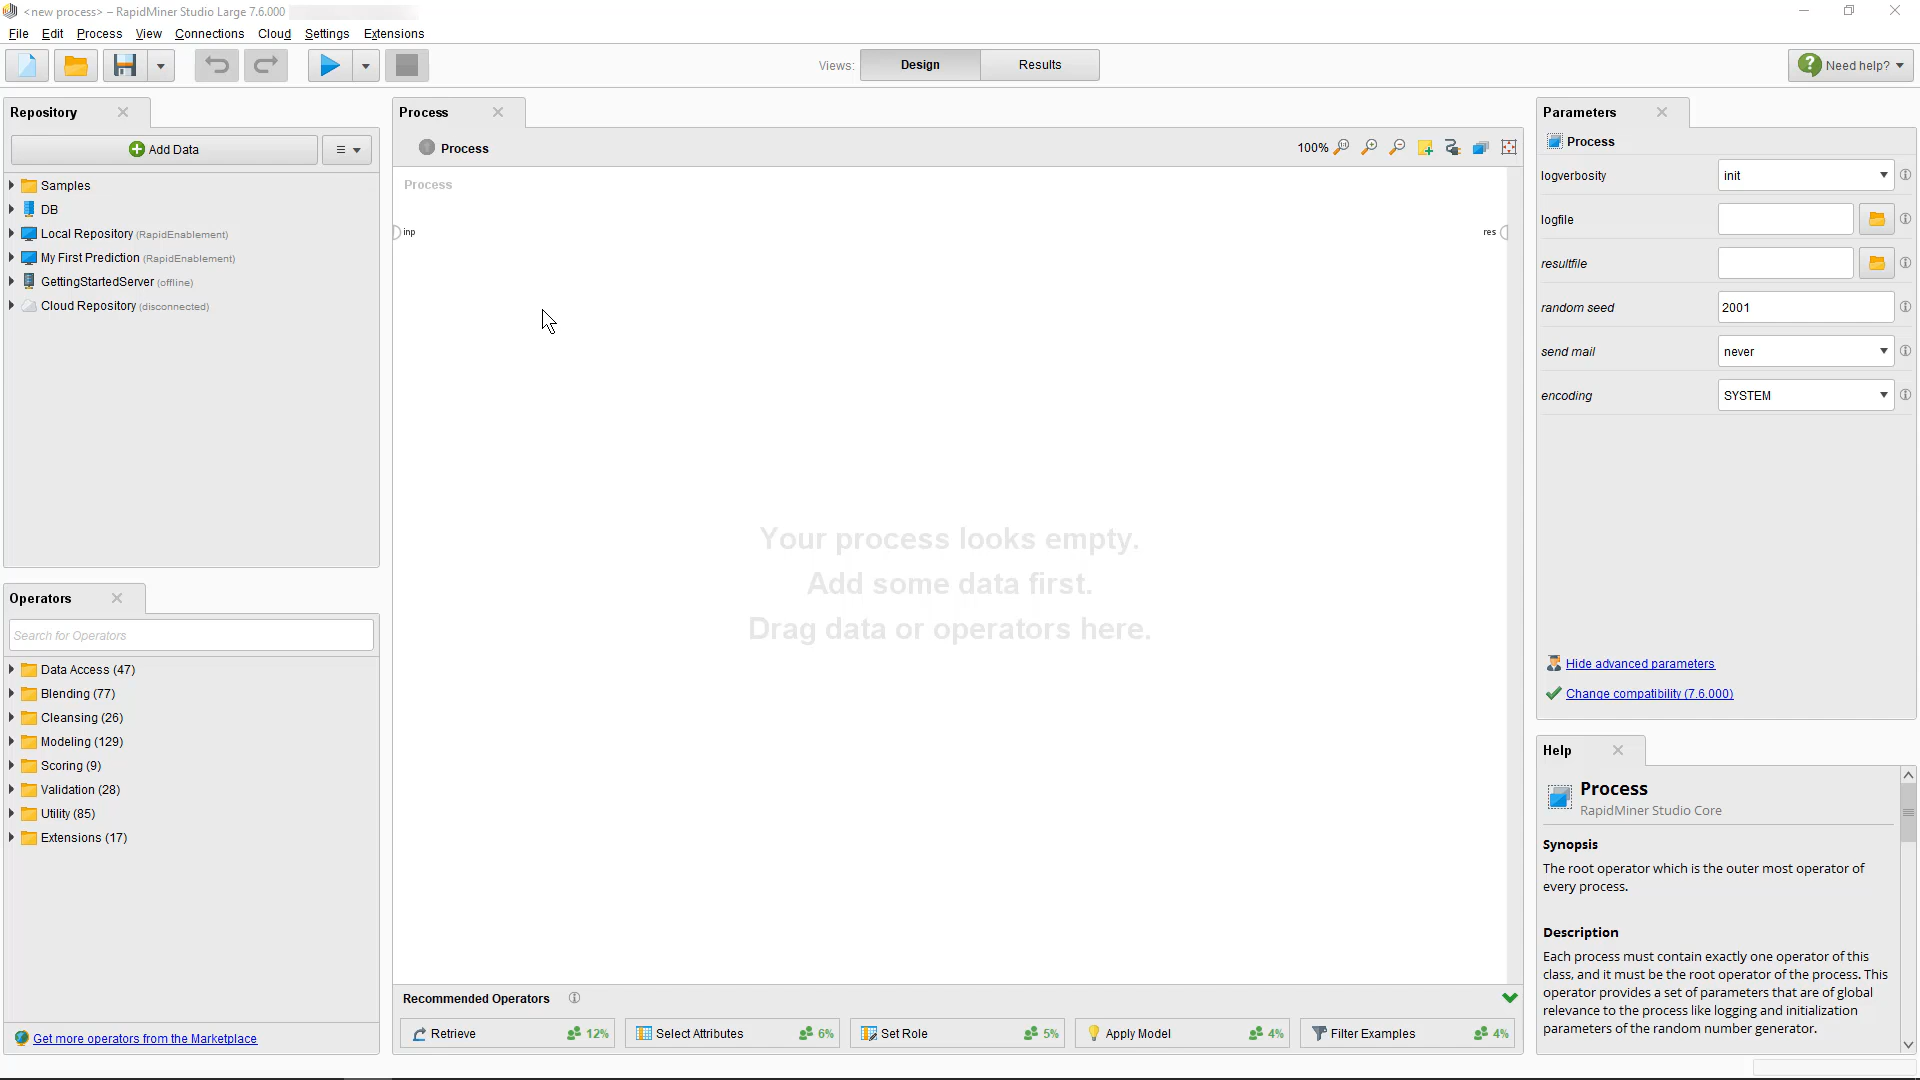 <new process> – RapidMiner Studio Large 7.6.000
File Edit Process View Connections Cloud Settings Extensions
Views: Design Results
Need help?
Repository
Add Data
Samples
DB
Local Repository (RapidEnablement)
My First Prediction (RapidEnablement)
GettingStartedServer (offline)
Cloud Repository (disconnected)
Operators
Search for Operators
Data Access (47)
Blending (77)
Cleansing (26)
Modeling (129)
Scoring (9)
Validation (28)
Utility (85)
Extensions (17)
Get more operators from the Marketplace
Process
Process
100%
Process
inp
res
Your process looks empty.
Add some data first.
Drag data or operators here.
Recommended Operators
Retrieve 12%
Select Attributes 6%
Set Role 5%
Apply Model 4%
Filter Examples 4%
Parameters
Process
logverbosity init
logfile
resultfile
random seed 2001
send mail never
encoding SYSTEM
Hide advanced parameters
Change compatibility (7.6.000)
Help
Process
RapidMiner Studio Core
Synopsis
The root operator which is the outer most operator of
every process.
Description
Each process must contain exactly one operator of this
class, and it must be the root operator of the process. This
operator provides a set of parameters that are of global
relevance to the process like logging and initialization
parameters of the random number generator.